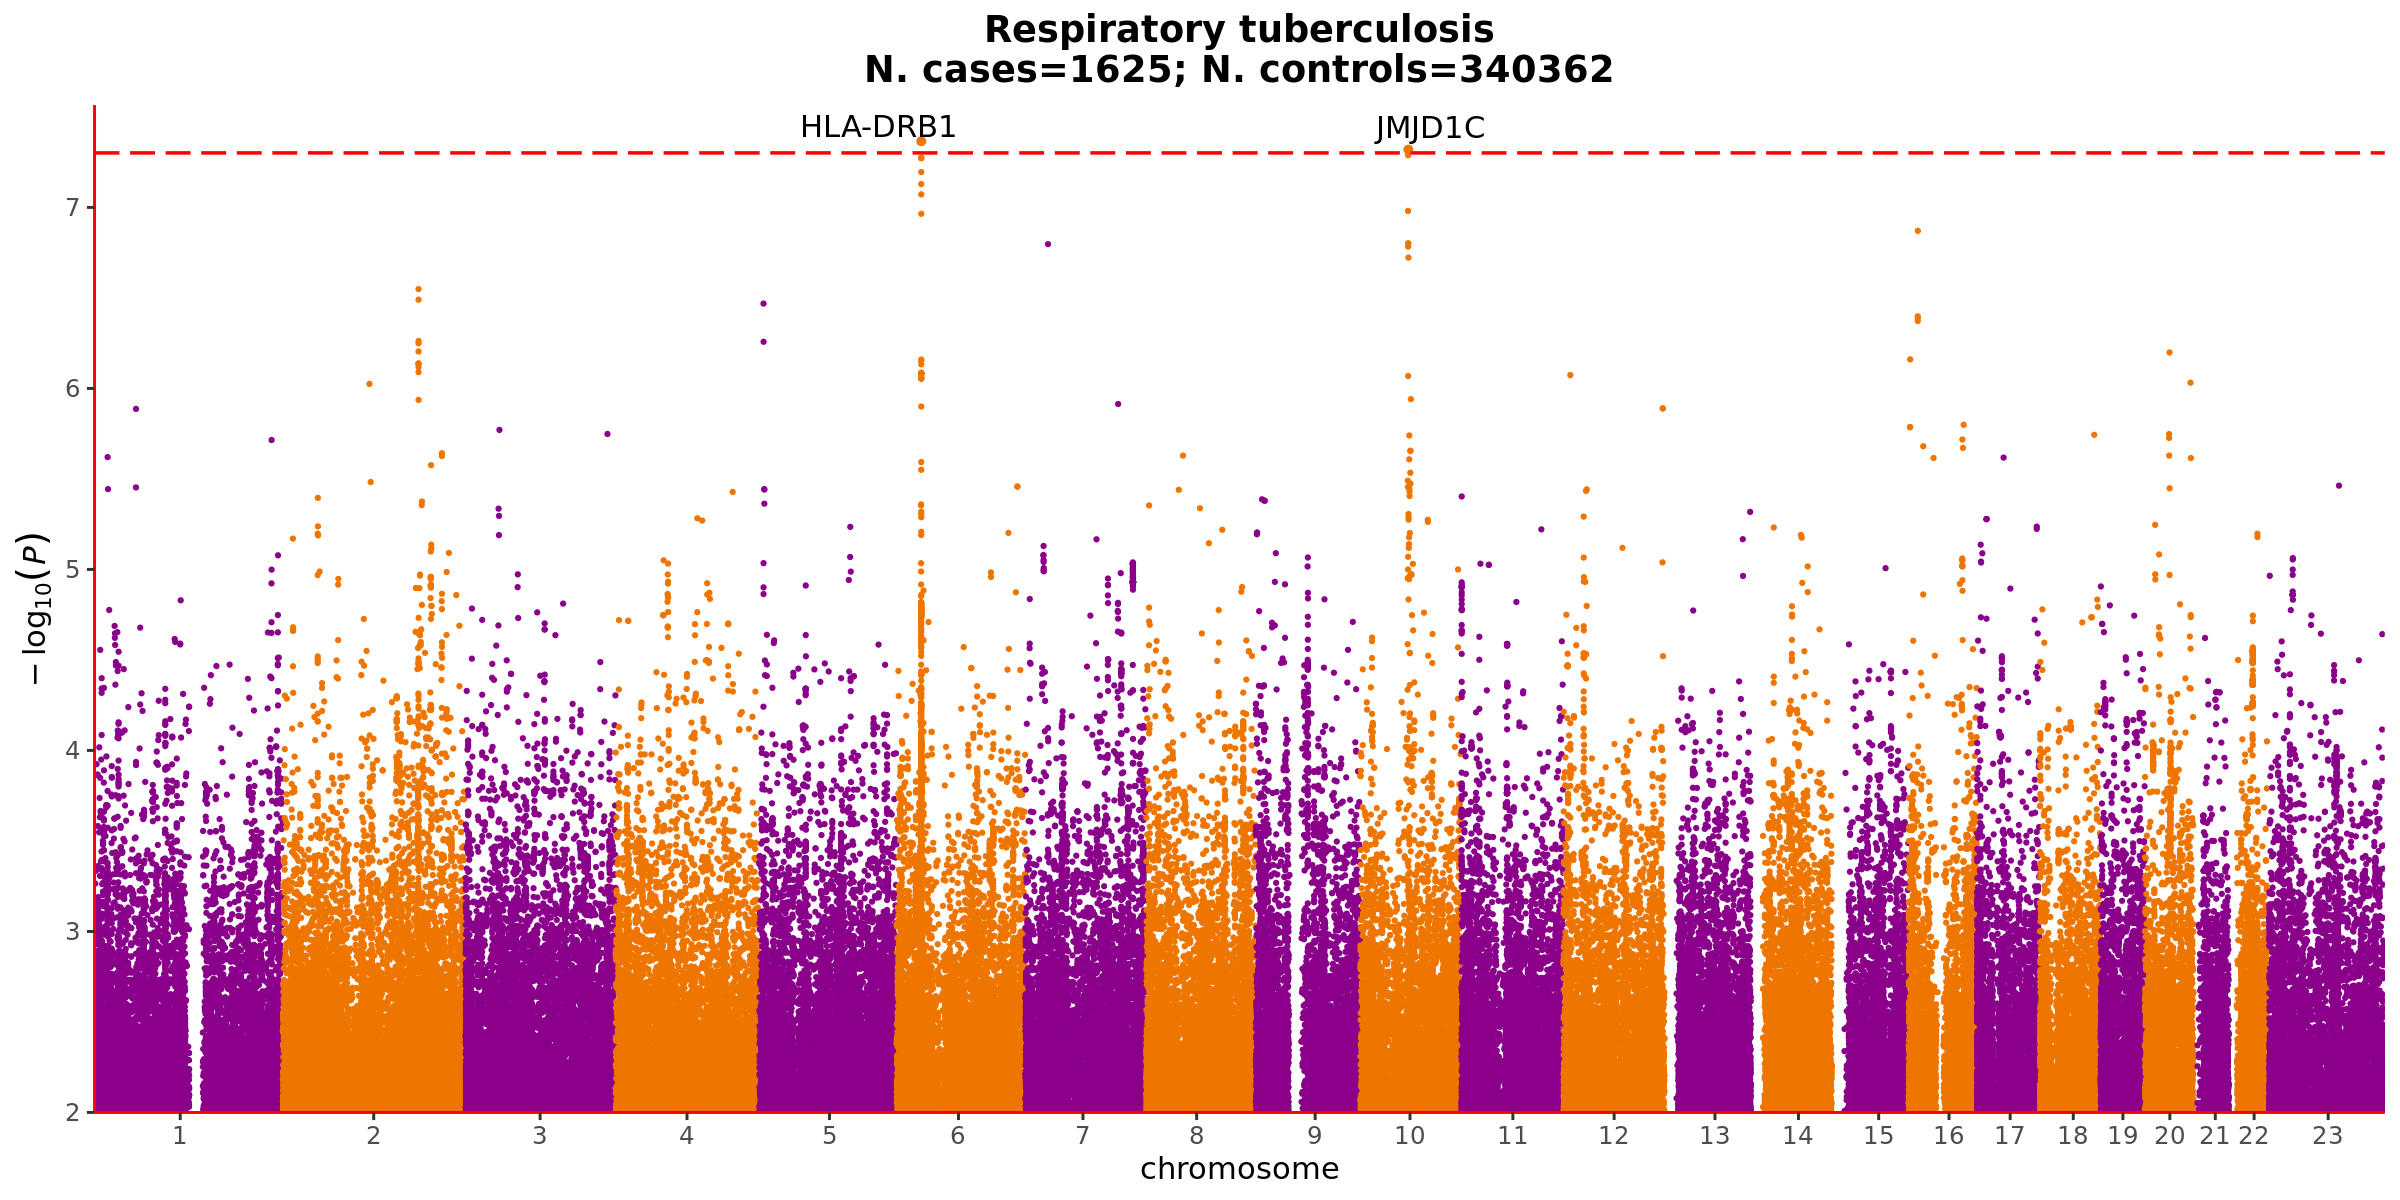 Respiratory tuberculosis
N. cases=1625; N. controls=340362
HLA-DRB1 JMJD1C
7
6
5
4
3
2
−log10(P)
1 2 3 4 5 6 7 8 9 10 11 12 13 14 15 16 17 18 19 20 21 22 23
chromosome